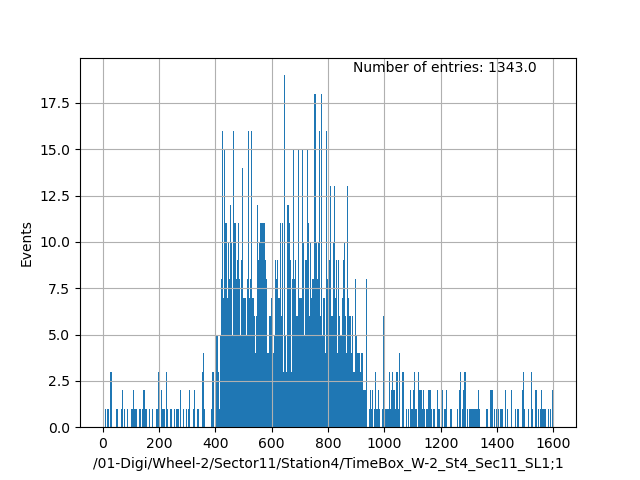 Number of entries: 1343.0
17.5
15.0
12.5
10.0
7.5
5.0
2.5
0.0
Events
0 200 400 600 800 1000 1200 1400 1600
/01-Digi/Wheel-2/Sector11/Station4/TimeBox_W-2_St4_Sec11_SL1;1